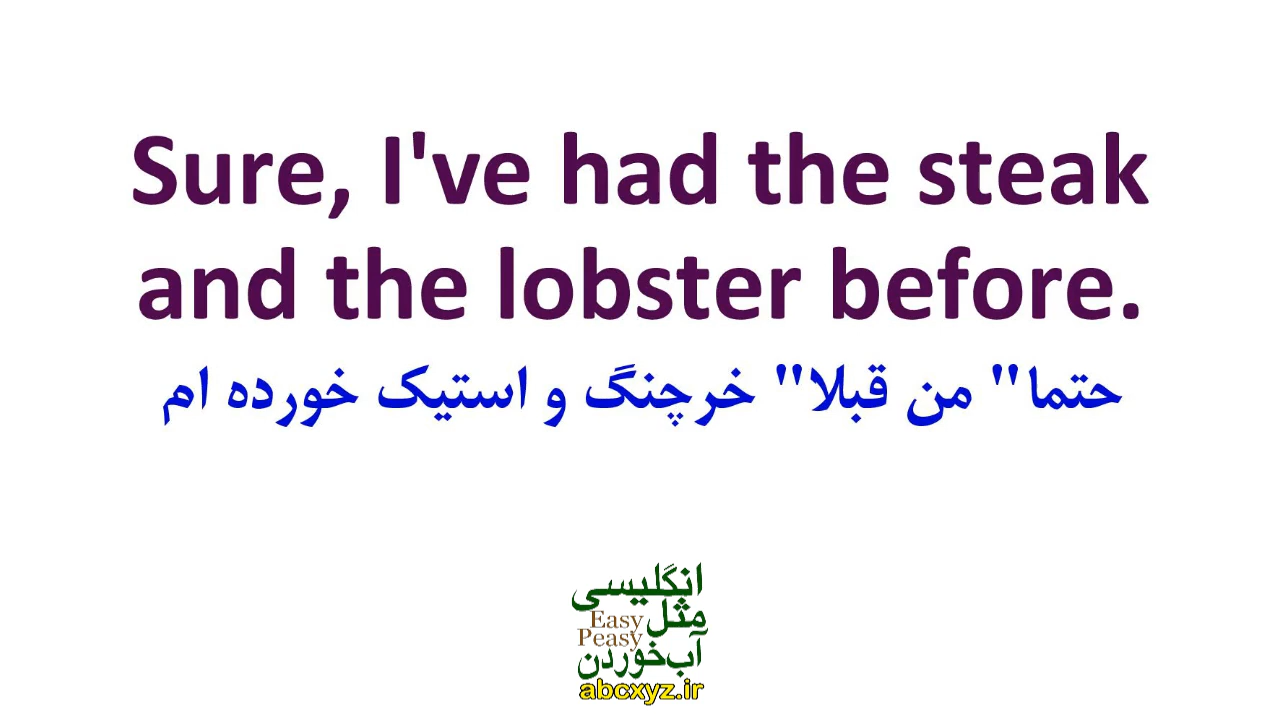 Sure, I've had the steak
and the lobster before.
حتما" من قبلا" خرچنگ و استیک خورده ام
انگلیسی
مثل
Easy
Peasy
آب خوردن
abcxyz.ir